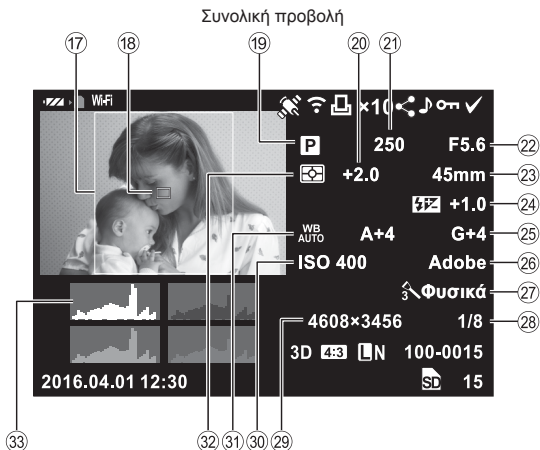 Συνολική προβολή
17 18 19 20 21
Wi-Fi ×10
P 250 F5.6 22
+2.0 45mm 23
+1.0 24
WB AUTO A+4 G+4 25
ISO 400 Adobe 26
3 Φυσικά 27
4608×3456 1/8 28
3D 4:3 L N 100-0015
2016.04.01 12:30 SD 15
33 32 31 30 29